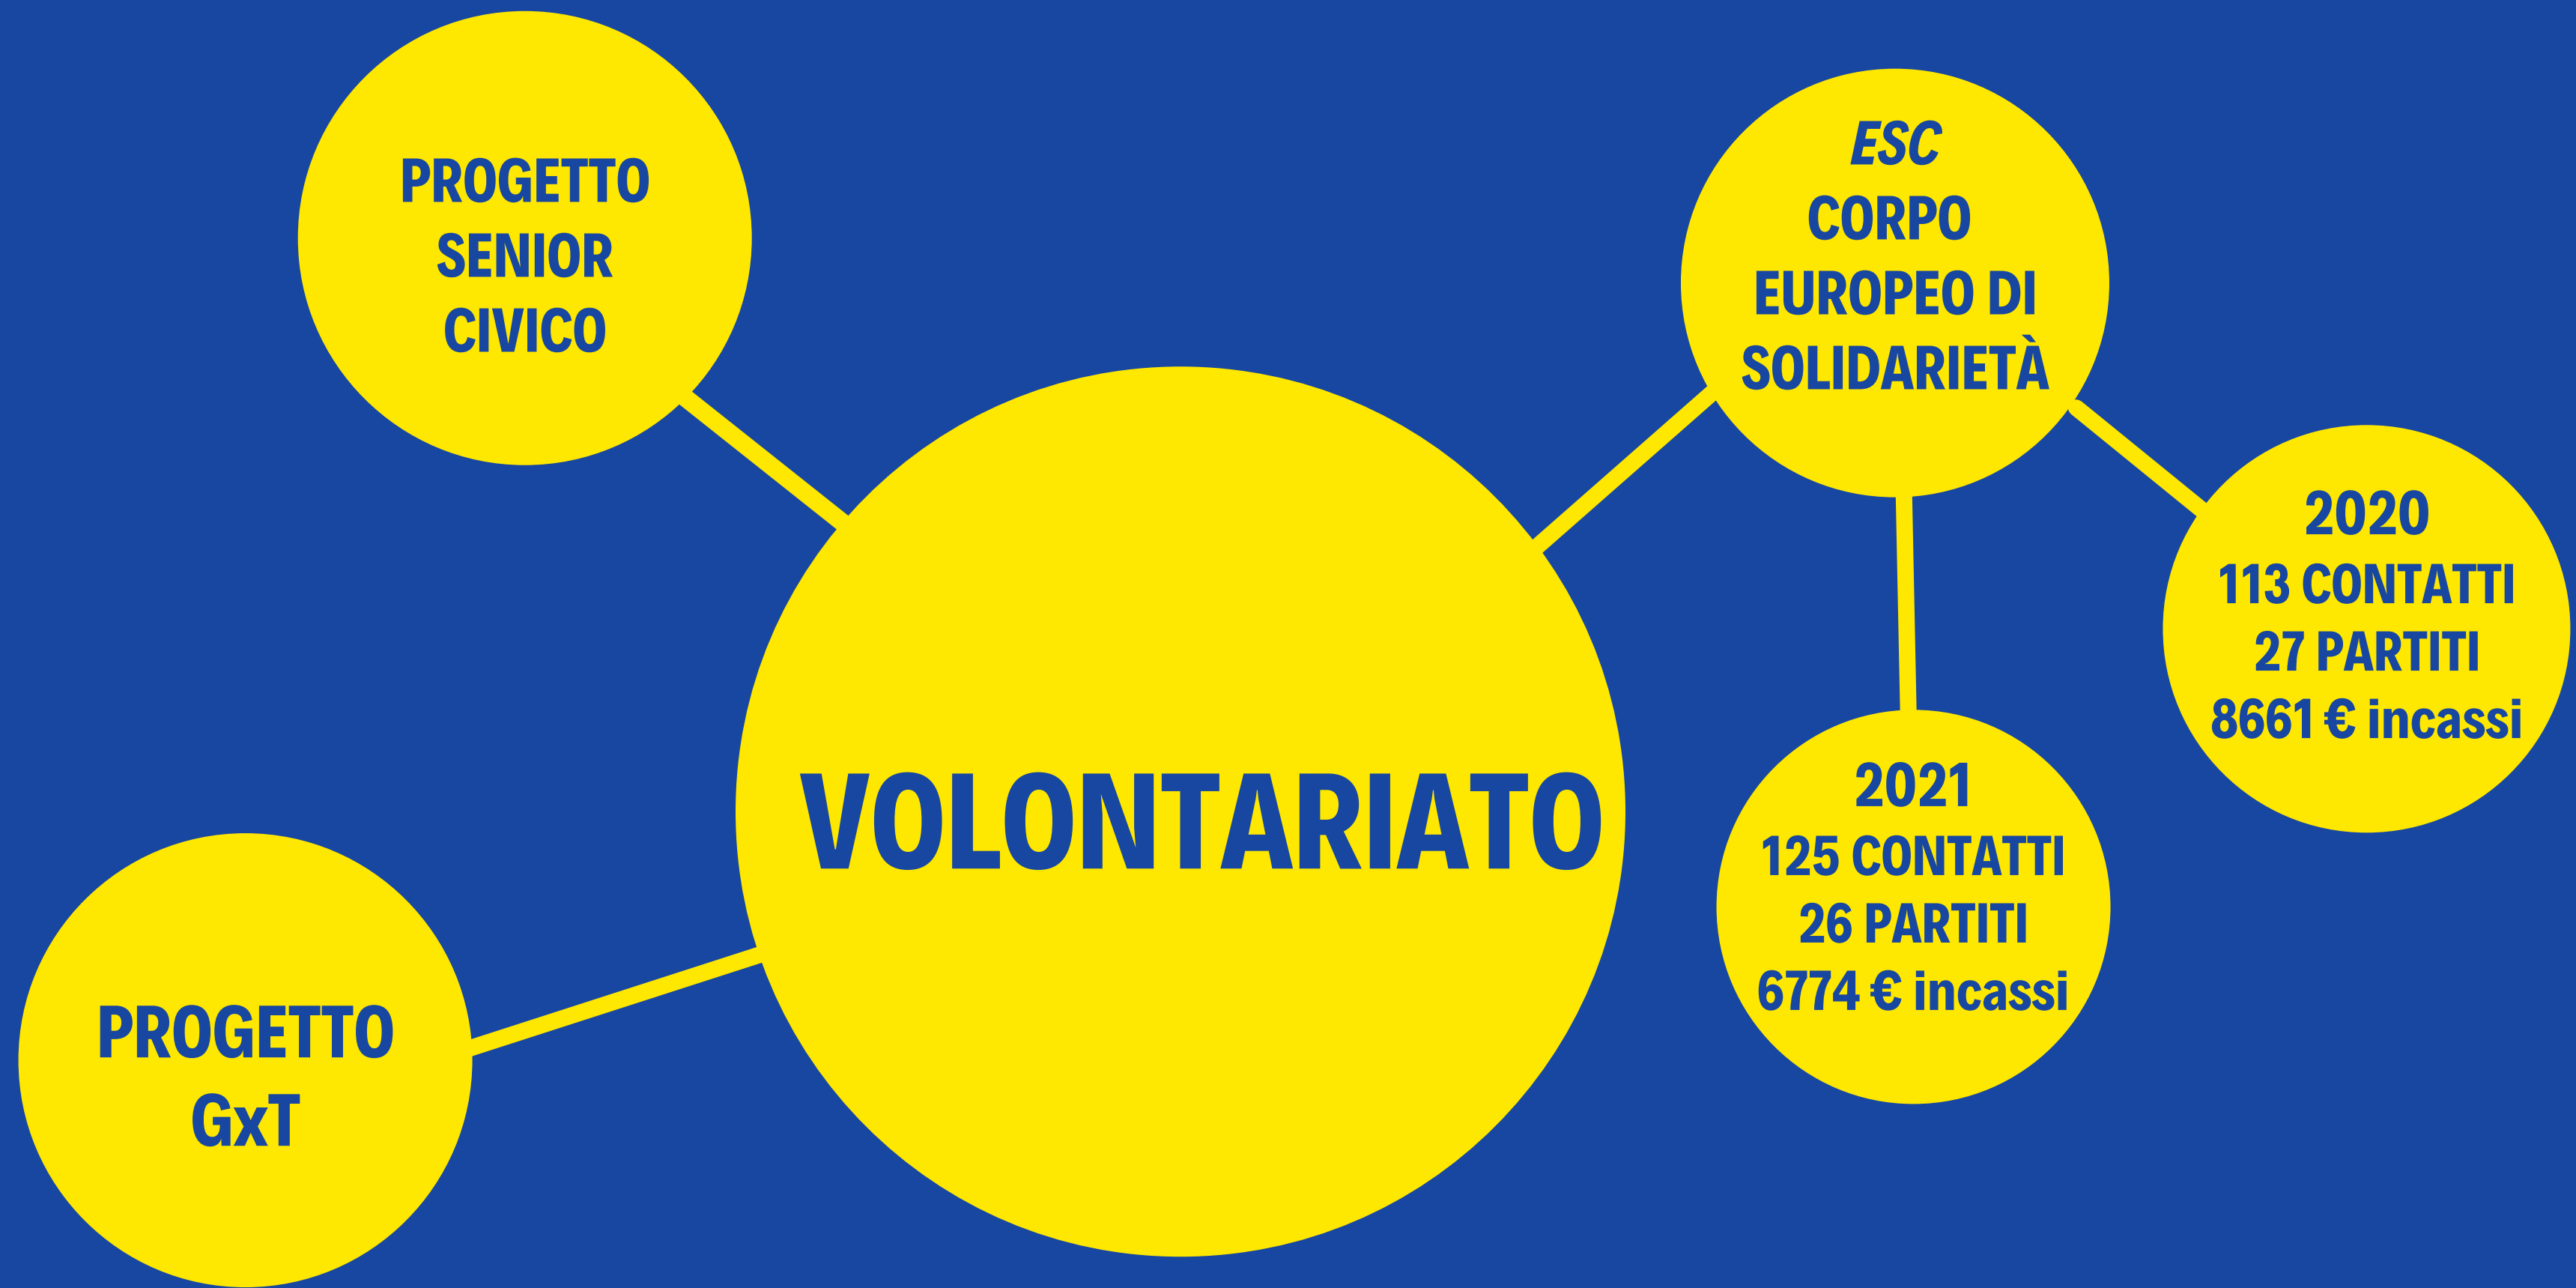 PROGETTO
SENIOR
CIVICO
ESC
CORPO
EUROPEO DI
SOLIDARIETÀ
2020
113 CONTATTI
27 PARTITI
8661 € incassi
VOLONTARIATO
2021
125 CONTATTI
26 PARTITI
6774 € incassi
PROGETTO
GxT